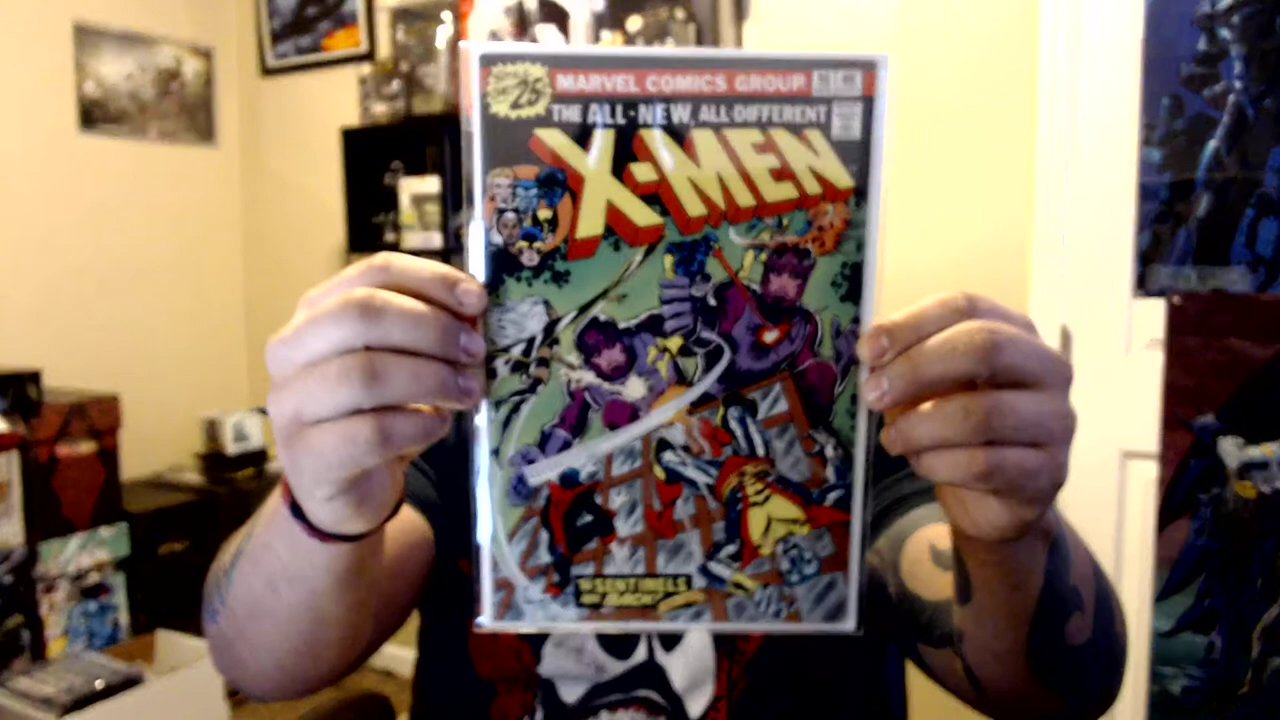 25¢
MARVEL COMICS GROUP
THE ALL-NEW, ALL-DIFFERENT
X-MEN
THE SENTINELS
ARE BACK!